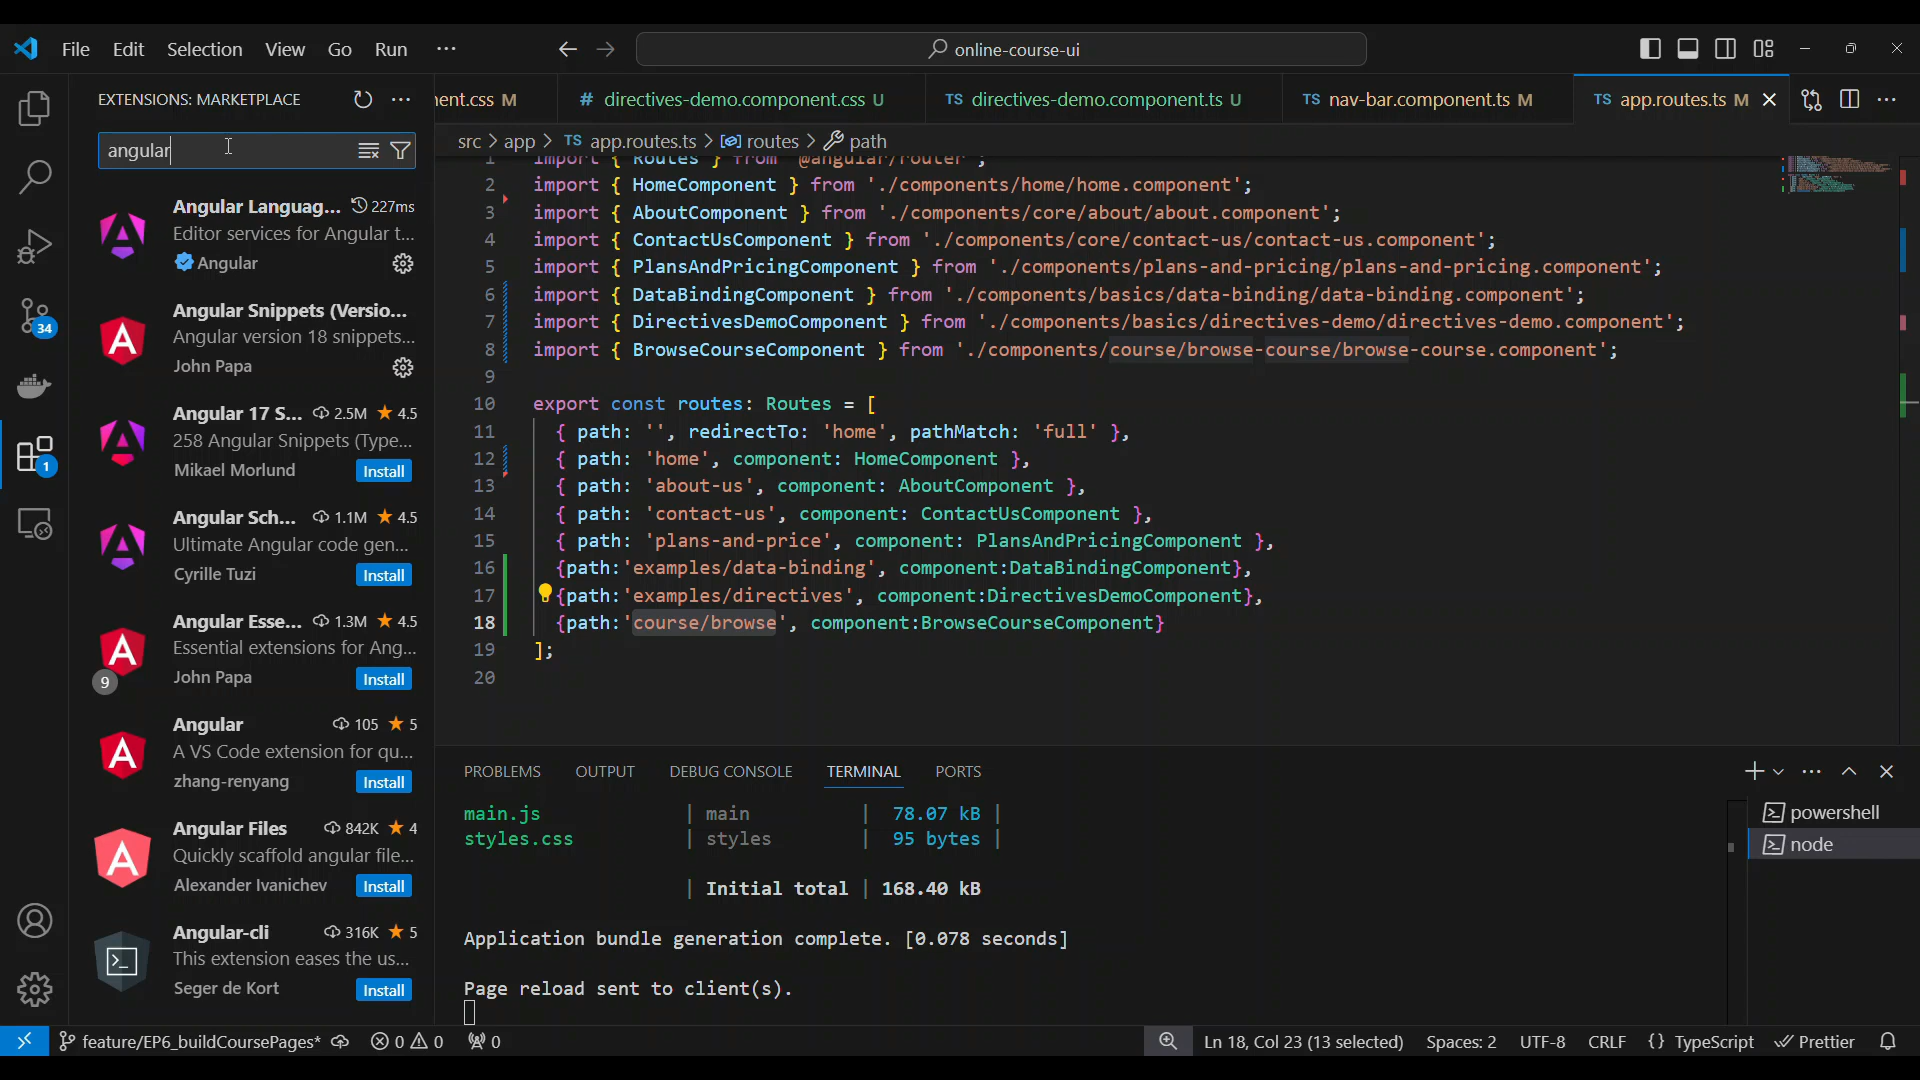 File Edit Selection View Go Run ···
online-course-ui
EXTENSIONS: MARKETPLACE
angular
Angular Languag... 227ms
Editor services for Angular t...
Angular
Angular Snippets (Versio...
Angular version 18 snippets...
John Papa
Angular 17 S... 2.5M 4.5
258 Angular Snippets (Type...
Mikael Morlund Install
Angular Sch... 1.1M 4.5
Ultimate Angular code gen...
Cyrille Tuzi Install
Angular Esse... 1.3M 4.5
Essential extensions for Ang...
John Papa Install
9
Angular 105 5
A VS Code extension for qu...
zhang-renyang Install
Angular Files 842K 4
Quickly scaffold angular file...
Alexander Ivanichev Install
Angular-cli 316K 5
This extension eases the us...
Seger de Kort Install
34
1
ent.css M # directives-demo.component.css U TS directives-demo.component.ts U TS nav-bar.component.ts M TS app.routes.ts M
src > app > TS app.routes.ts > routes > path
1 import { Routes } from '@angular/router';
2 import { HomeComponent } from './components/home/home.component';
3 import { AboutComponent } from './components/core/about/about.component';
4 import { ContactUsComponent } from './components/core/contact-us/contact-us.component';
5 import { PlansAndPricingComponent } from './components/plans-and-pricing/plans-and-pricing.component';
6 import { DataBindingComponent } from './components/basics/data-binding/data-binding.component';
7 import { DirectivesDemoComponent } from './components/basics/directives-demo/directives-demo.component';
8 import { BrowseCourseComponent } from './components/course/browse-course/browse-course.component';
9
10 export const routes: Routes = [
11 { path: '', redirectTo: 'home', pathMatch: 'full' },
12 { path: 'home', component: HomeComponent },
13 { path: 'about-us', component: AboutComponent },
14 { path: 'contact-us', component: ContactUsComponent },
15 { path: 'plans-and-price', component: PlansAndPricingComponent },
16 {path:'examples/data-binding', component:DataBindingComponent},
17 {path:'examples/directives', component:DirectivesDemoComponent},
18 {path:'course/browse', component:BrowseCourseComponent}
19 ];
20
PROBLEMS OUTPUT DEBUG CONSOLE TERMINAL PORTS
main.js | main | 78.07 kB |
styles.css | styles | 95 bytes |
| Initial total | 168.40 kB
Application bundle generation complete. [0.078 seconds]
Page reload sent to client(s).
powershell
node
feature/EP6_buildCoursePages* 0 0 0 Ln 18, Col 23 (13 selected) Spaces: 2 UTF-8 CRLF {} TypeScript Prettier